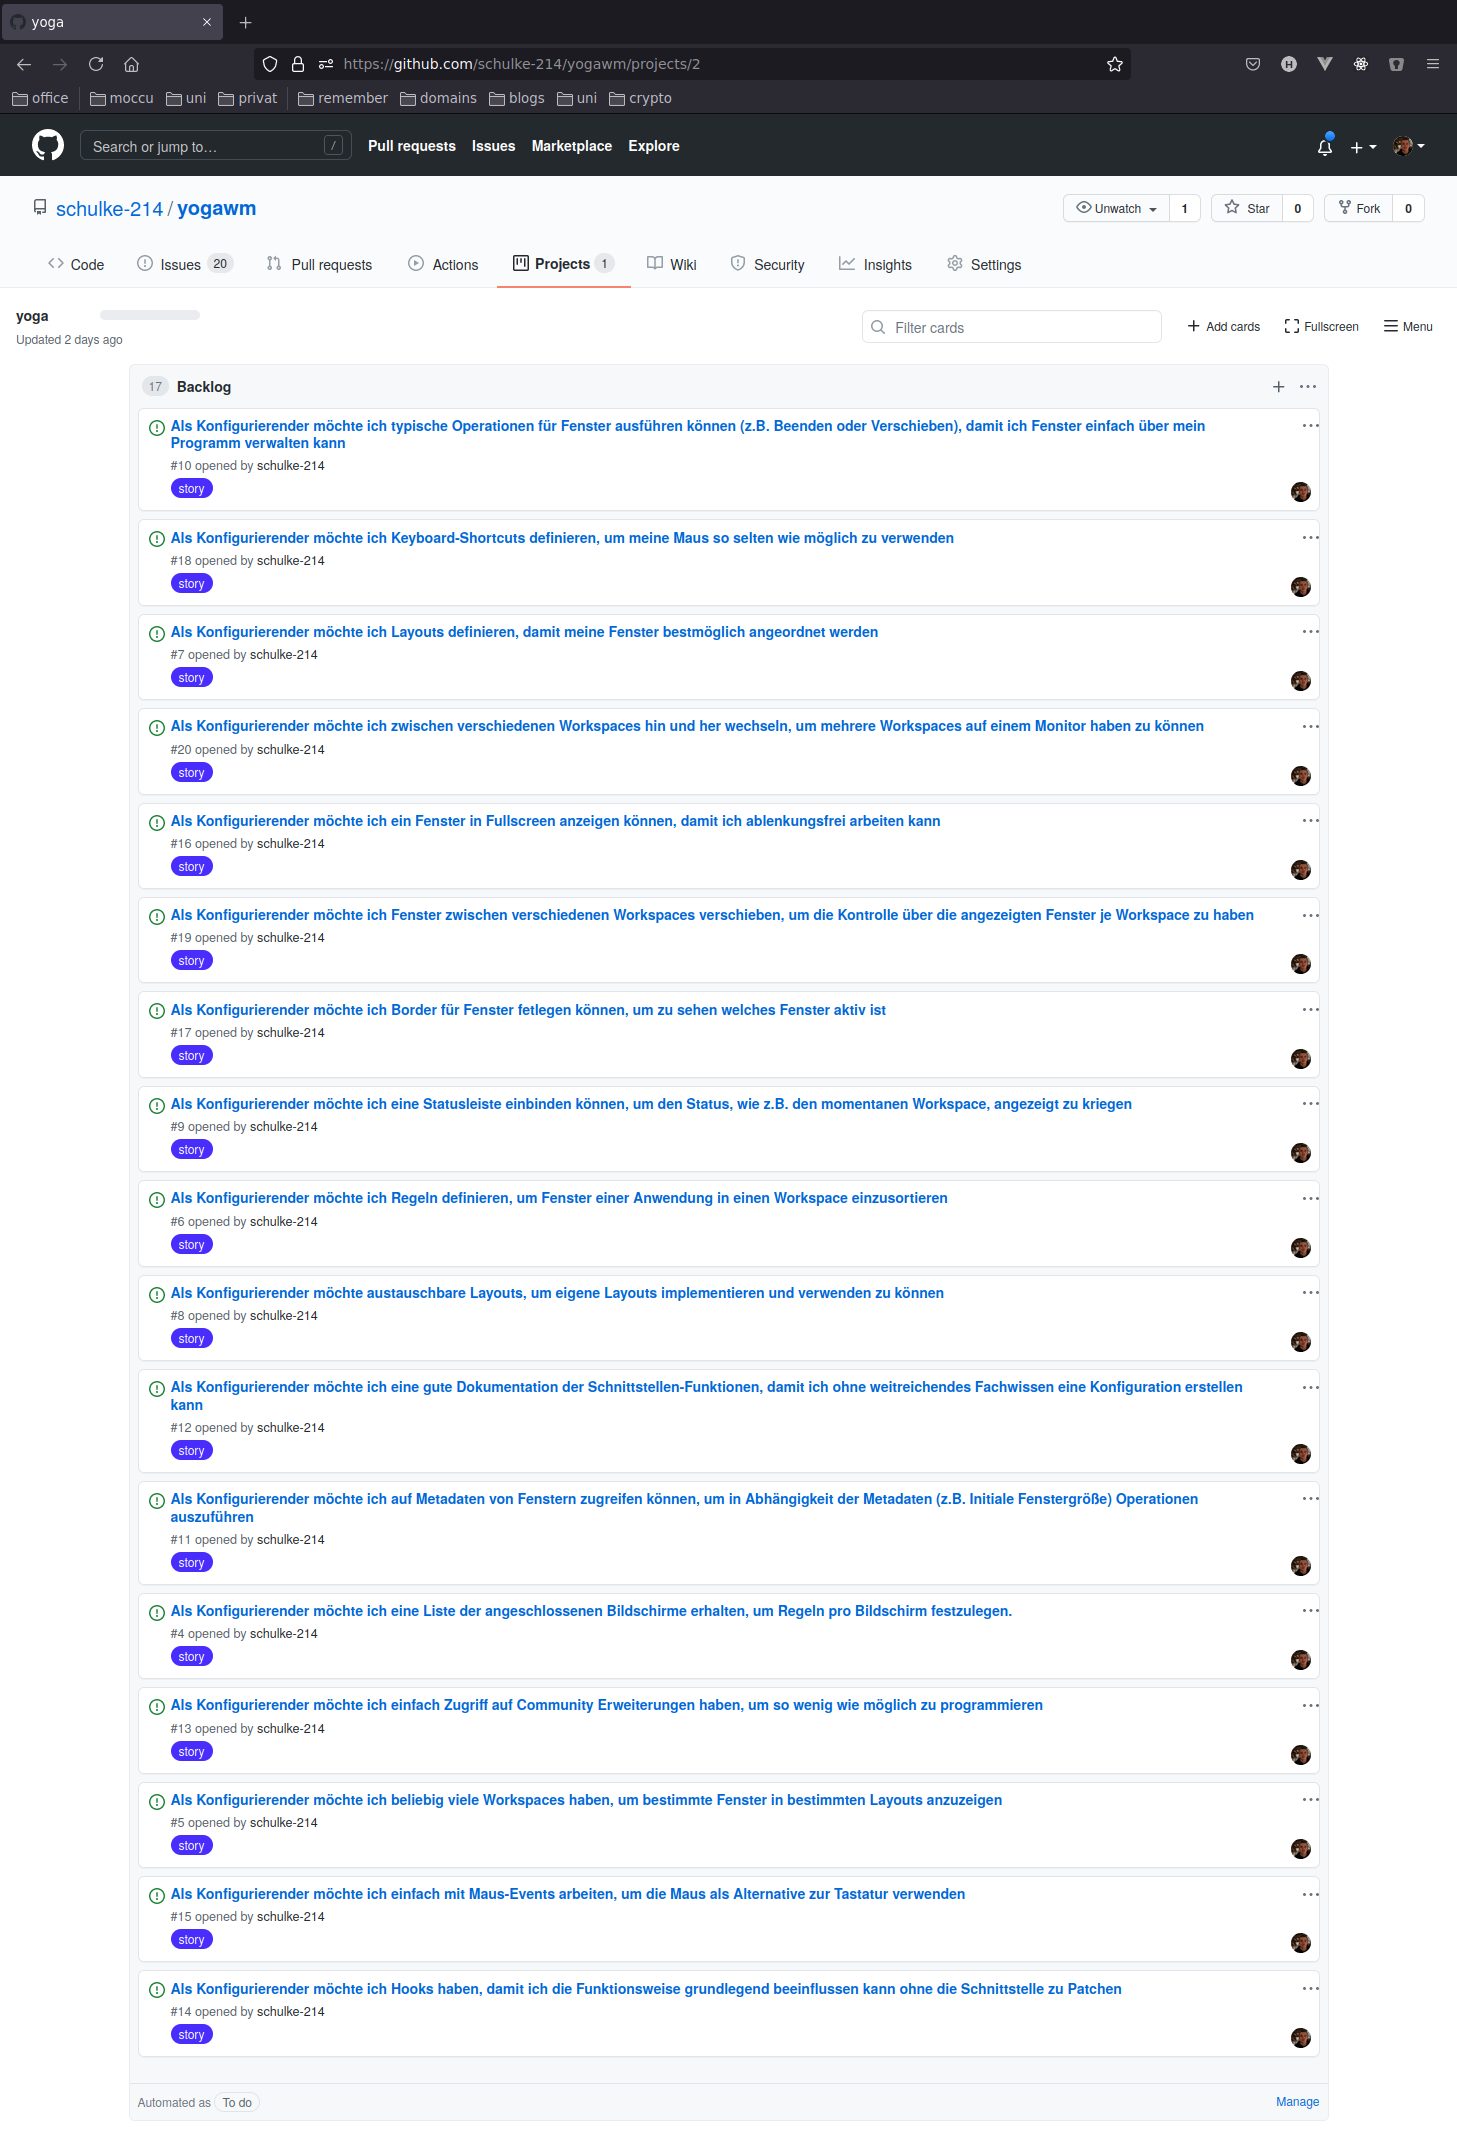 yoga
https://github.com/schulke-214/yogawm/projects/2
office moccu uni privat remember domains blogs uni crypto
Search or jump to… / Pull requests Issues Marketplace Explore
schulke-214 / yogawm Unwatch 1 Star 0 Fork 0
Code Issues 20 Pull requests Actions Projects 1 Wiki Security Insights Settings
yoga
Updated 2 days ago
Filter cards Add cards Fullscreen Menu
17 Backlog
Als Konfigurierender möchte ich typische Operationen für Fenster ausführen können (z.B. Beenden oder Verschieben), damit ich Fenster einfach über mein
Programm verwalten kann
#10 opened by schulke-214
story
Als Konfigurierender möchte ich Keyboard-Shortcuts definieren, um meine Maus so selten wie möglich zu verwenden
#18 opened by schulke-214
story
Als Konfigurierender möchte ich Layouts definieren, damit meine Fenster bestmöglich angeordnet werden
#7 opened by schulke-214
story
Als Konfigurierender möchte ich zwischen verschiedenen Workspaces hin und her wechseln, um mehrere Workspaces auf einem Monitor haben zu können
#20 opened by schulke-214
story
Als Konfigurierender möchte ich ein Fenster in Fullscreen anzeigen können, damit ich ablenkungsfrei arbeiten kann
#16 opened by schulke-214
story
Als Konfigurierender möchte ich Fenster zwischen verschiedenen Workspaces verschieben, um die Kontrolle über die angezeigten Fenster je Workspace zu haben
#19 opened by schulke-214
story
Als Konfigurierender möchte ich Border für Fenster fetlegen können, um zu sehen welches Fenster aktiv ist
#17 opened by schulke-214
story
Als Konfigurierender möchte ich eine Statusleiste einbinden können, um den Status, wie z.B. den momentanen Workspace, angezeigt zu kriegen
#9 opened by schulke-214
story
Als Konfigurierender möchte ich Regeln definieren, um Fenster einer Anwendung in einen Workspace einzusortieren
#6 opened by schulke-214
story
Als Konfigurierender möchte austauschbare Layouts, um eigene Layouts implementieren und verwenden zu können
#8 opened by schulke-214
story
Als Konfigurierender möchte ich eine gute Dokumentation der Schnittstellen-Funktionen, damit ich ohne weitreichendes Fachwissen eine Konfiguration erstellen
kann
#12 opened by schulke-214
story
Als Konfigurierender möchte ich auf Metadaten von Fenstern zugreifen können, um in Abhängigkeit der Metadaten (z.B. Initiale Fenstergröße) Operationen
auszuführen
#11 opened by schulke-214
story
Als Konfigurierender möchte ich eine Liste der angeschlossenen Bildschirme erhalten, um Regeln pro Bildschirm festzulegen.
#4 opened by schulke-214
story
Als Konfigurierender möchte ich einfach Zugriff auf Community Erweiterungen haben, um so wenig wie möglich zu programmieren
#13 opened by schulke-214
story
Als Konfigurierender möchte ich beliebig viele Workspaces haben, um bestimmte Fenster in bestimmten Layouts anzuzeigen
#5 opened by schulke-214
story
Als Konfigurierender möchte ich einfach mit Maus-Events arbeiten, um die Maus als Alternative zur Tastatur verwenden
#15 opened by schulke-214
story
Als Konfigurierender möchte ich Hooks haben, damit ich die Funktionsweise grundlegend beeinflussen kann ohne die Schnittstelle zu Patchen
#14 opened by schulke-214
story
Automated as To do Manage